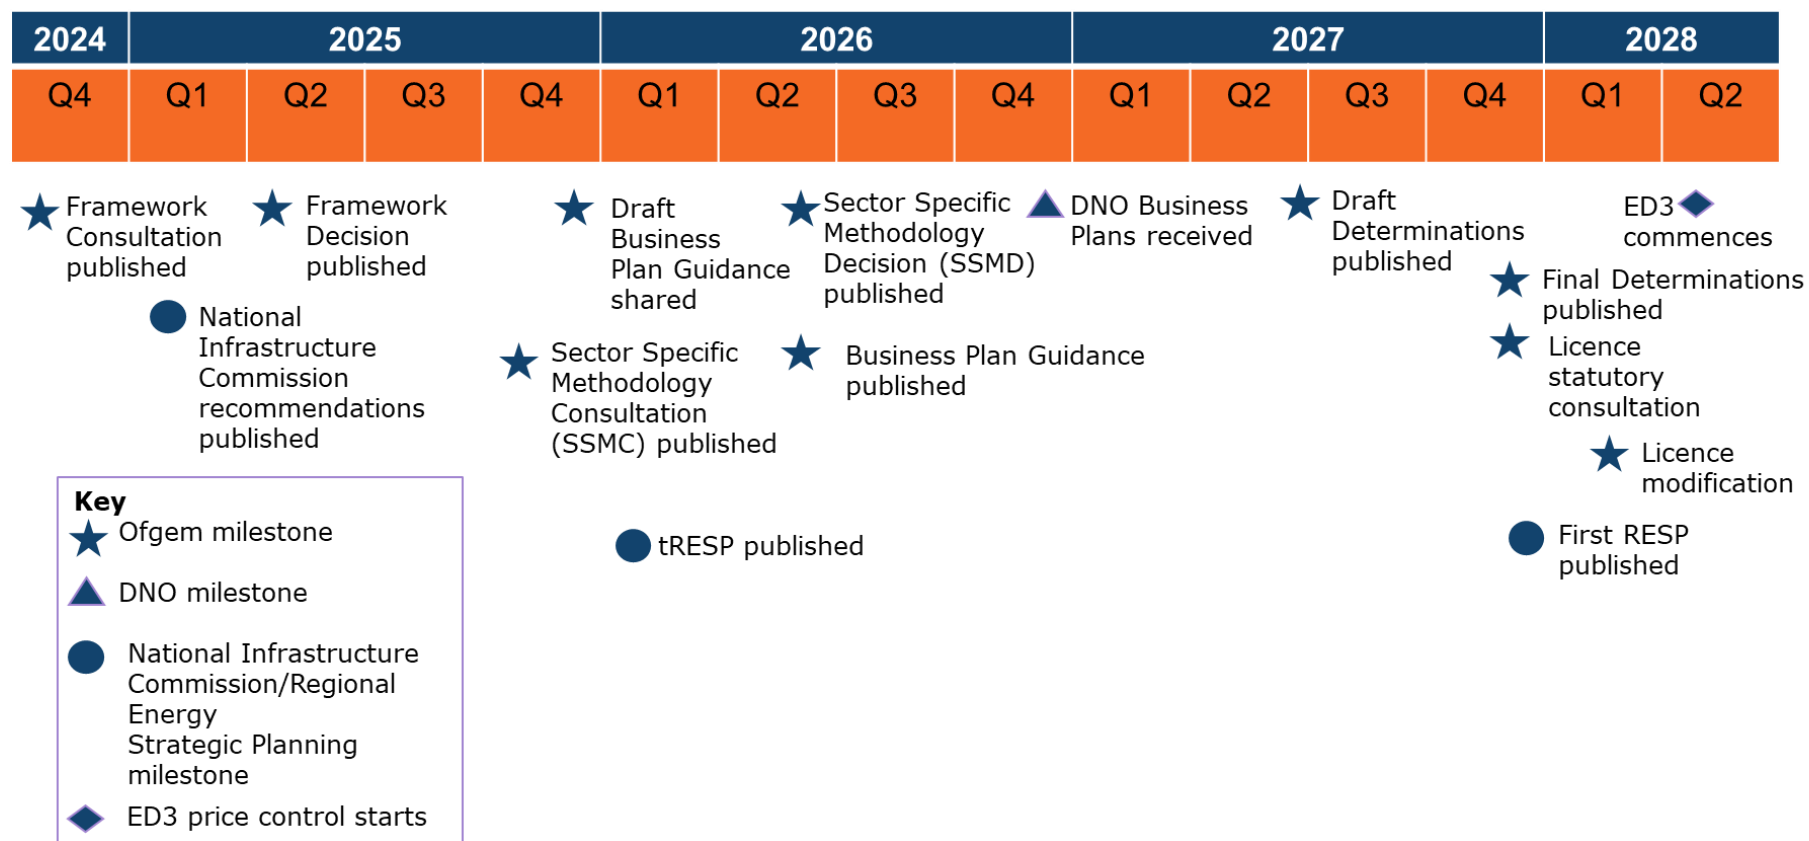 2024 2025 2026 2027 2028
Q4 Q1 Q2 Q3 Q4 Q1 Q2 Q3 Q4 Q1 Q2 Q3 Q4 Q1 Q2
Framework
Consultation
published
Framework
Decision
published
Draft
Business
Plan Guidance
shared
Sector Specific
Methodology
Decision (SSMD)
published
DNO Business
Plans received
Draft
Determinations
published
ED3
commences
Final Determinations
published
National
Infrastructure
Commission
recommendations
published
Sector Specific
Methodology
Consultation
(SSMC) published
Business Plan Guidance
published
Licence
statutory
consultation
Licence
modification
tRESP published
First RESP
published
Key
Ofgem milestone
DNO milestone
National Infrastructure
Commission/Regional
Energy
Strategic Planning
milestone
ED3 price control starts